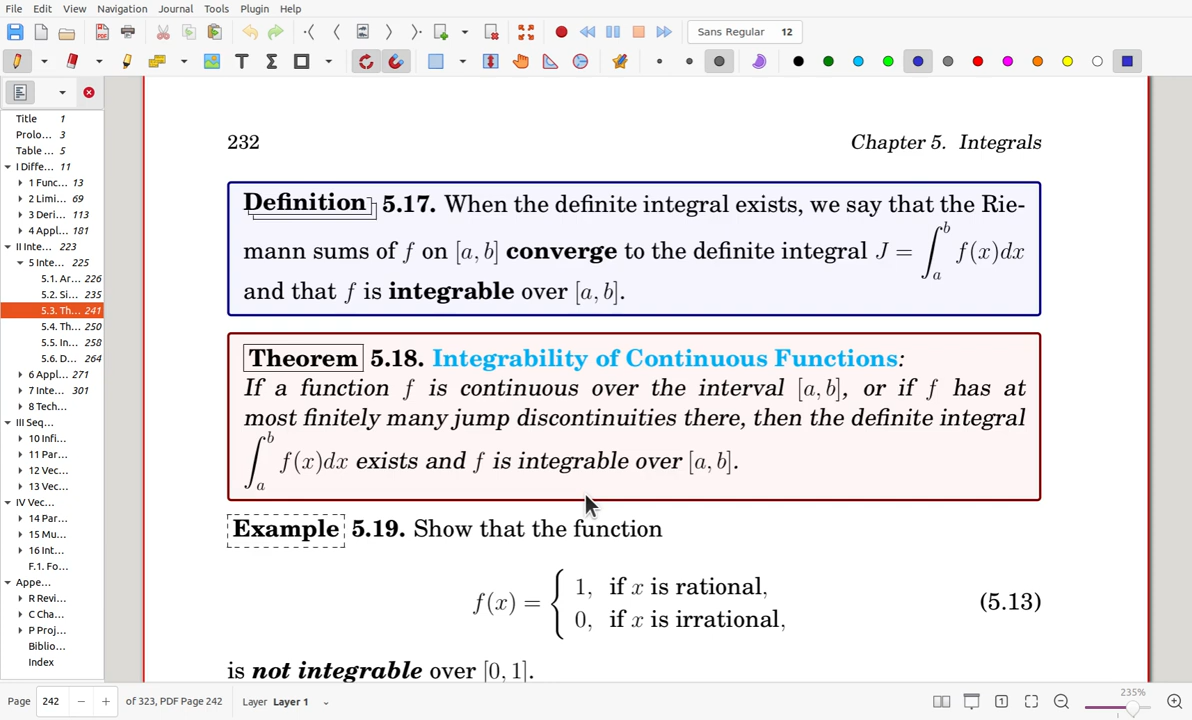 File Edit View Navigation Journal Tools Plugin Help
Sans Regular 12
Title 1
Prolo... 3
Table ... 5
I Diffe... 11
1 Func... 13
2 Limi... 69
3 Deri... 113
4 Appl... 181
II Inte... 223
5 Inte... 225
5.1. Ar... 226
5.2. Si... 235
5.3. Th... 241
5.4. Th... 250
5.5. In... 258
5.6. D... 264
6 Appl... 271
7 Inte... 301
8 Tech...
III Seq...
10 Infi...
11 Par...
12 Vec...
13 Vec...
IV Vec...
14 Par...
15 Mu...
16 Int...
F.1. Fo...
Appe...
R Revi...
C Cha...
P Proj...
Biblio...
Index
232 Chapter 5. Integrals
Definition 5.17. When the definite integral exists, we say that the Rie-
mann sums of f on [a, b] converge to the definite integral J = ∫_a^b f(x)dx
and that f is integrable over [a, b].
Theorem 5.18. Integrability of Continuous Functions:
If a function f is continuous over the interval [a, b], or if f has at
most finitely many jump discontinuities there, then the definite integral
∫_a^b f(x)dx exists and f is integrable over [a, b].
Example 5.19. Show that the function
f(x) = { 1, if x is rational,
0, if x is irrational, (5.13)
is not integrable over [0, 1].
Page 242 − + of 323, PDF Page 242 Layer Layer 1 235%